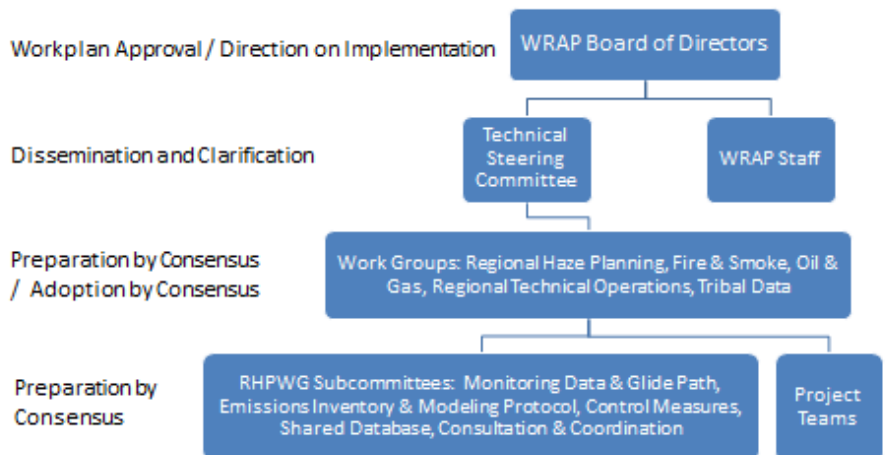 Workplan Approval / Direction on Implementation
WRAP Board of Directors
Dissemination and Clarification
Technical
Steering
Committee
WRAP Staff
Preparation by Consensus
/ Adoption by Consensus
Work Groups: Regional Haze Planning, Fire & Smoke, Oil &
Gas, Regional Technical Operations, Tribal Data
Preparation by
Consensus
RHPWG Subcommittees: Monitoring Data & Glide Path,
Emissions Inventory & Modeling Protocol, Control Measures,
Shared Database, Consultation & Coordination
Project
Teams